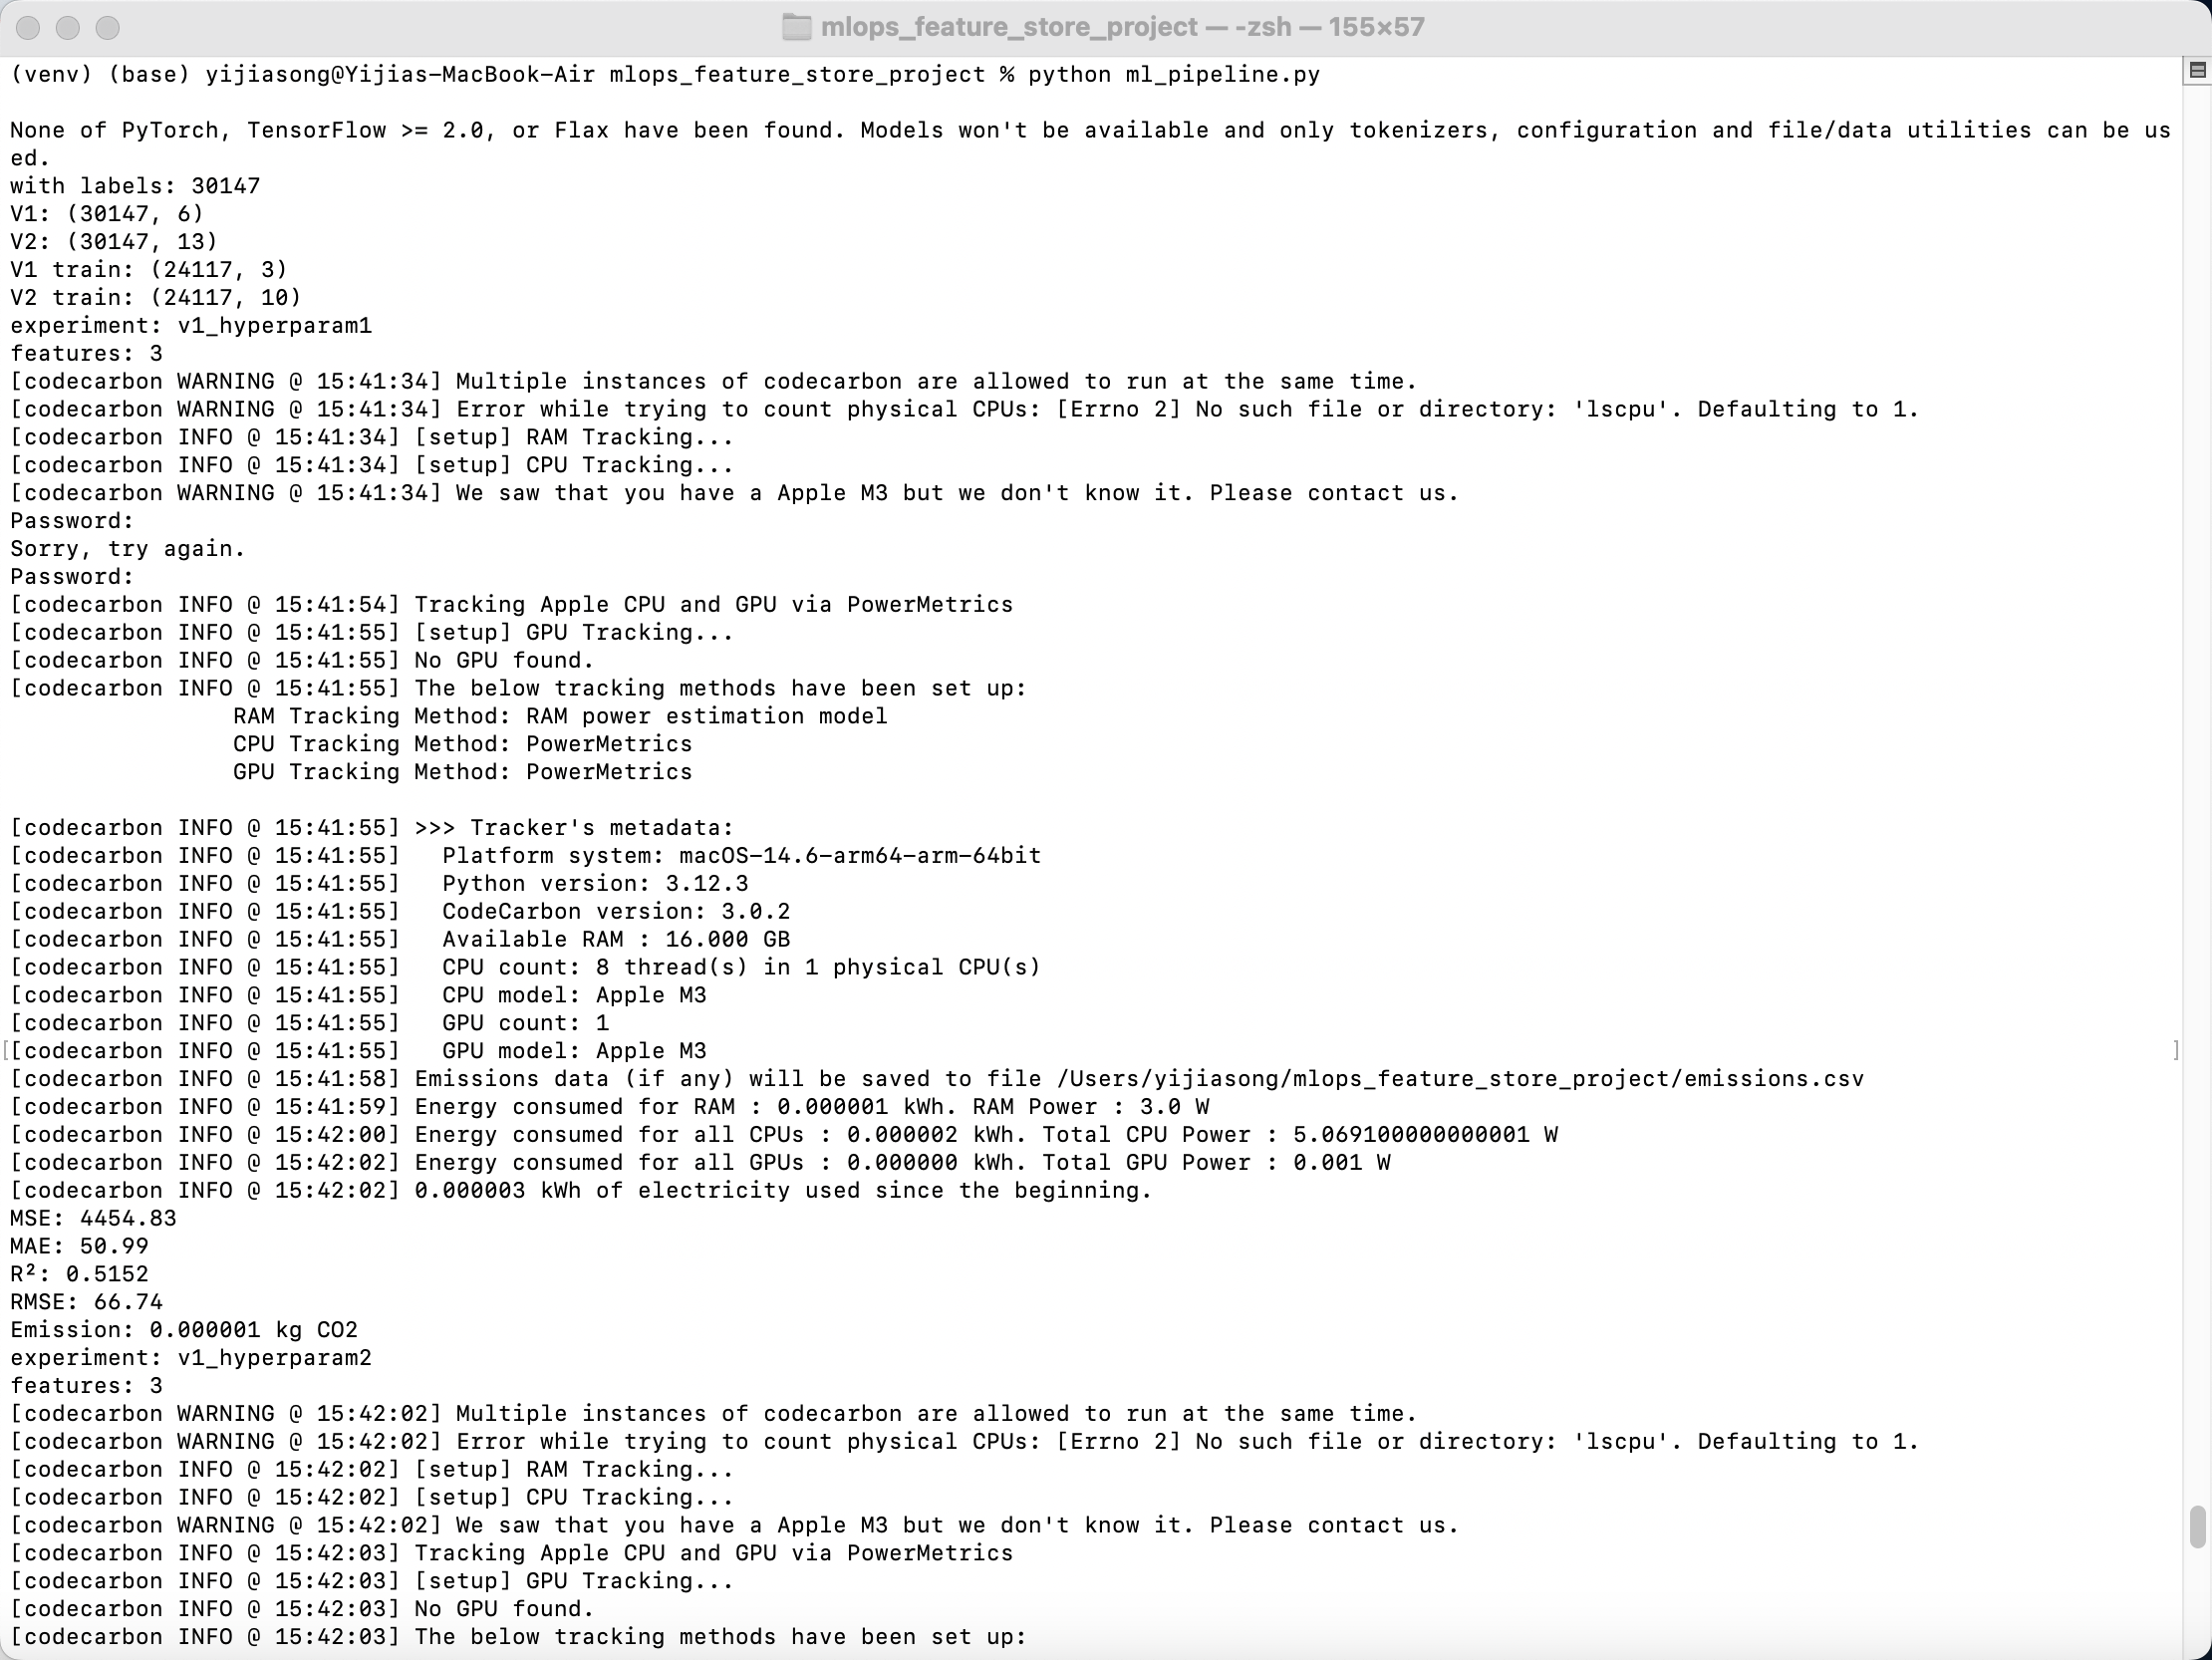 mlops_feature_store_project — -zsh — 155×57
(venv) (base) yijiasong@Yijias-MacBook-Air mlops_feature_store_project % python ml_pipeline.py
None of PyTorch, TensorFlow >= 2.0, or Flax have been found. Models won't be available and only tokenizers, configuration and file/data utilities can be us
ed.
with labels: 30147
V1: (30147, 6)
V2: (30147, 13)
V1 train: (24117, 3)
V2 train: (24117, 10)
experiment: v1_hyperparam1
features: 3
[codecarbon WARNING @ 15:41:34] Multiple instances of codecarbon are allowed to run at the same time.
[codecarbon WARNING @ 15:41:34] Error while trying to count physical CPUs: [Errno 2] No such file or directory: 'lscpu'. Defaulting to 1.
[codecarbon INFO @ 15:41:34] [setup] RAM Tracking...
[codecarbon INFO @ 15:41:34] [setup] CPU Tracking...
[codecarbon WARNING @ 15:41:34] We saw that you have a Apple M3 but we don't know it. Please contact us.
Password:
Sorry, try again.
Password:
[codecarbon INFO @ 15:41:54] Tracking Apple CPU and GPU via PowerMetrics
[codecarbon INFO @ 15:41:55] [setup] GPU Tracking...
[codecarbon INFO @ 15:41:55] No GPU found.
[codecarbon INFO @ 15:41:55] The below tracking methods have been set up:
RAM Tracking Method: RAM power estimation model
CPU Tracking Method: PowerMetrics
GPU Tracking Method: PowerMetrics
[codecarbon INFO @ 15:41:55] >>> Tracker's metadata:
[codecarbon INFO @ 15:41:55]   Platform system: macOS-14.6-arm64-arm-64bit
[codecarbon INFO @ 15:41:55]   Python version: 3.12.3
[codecarbon INFO @ 15:41:55]   CodeCarbon version: 3.0.2
[codecarbon INFO @ 15:41:55]   Available RAM : 16.000 GB
[codecarbon INFO @ 15:41:55]   CPU count: 8 thread(s) in 1 physical CPU(s)
[codecarbon INFO @ 15:41:55]   CPU model: Apple M3
[codecarbon INFO @ 15:41:55]   GPU count: 1
[[codecarbon INFO @ 15:41:55]   GPU model: Apple M3 ]
[codecarbon INFO @ 15:41:58] Emissions data (if any) will be saved to file /Users/yijiasong/mlops_feature_store_project/emissions.csv
[codecarbon INFO @ 15:41:59] Energy consumed for RAM : 0.000001 kWh. RAM Power : 3.0 W
[codecarbon INFO @ 15:42:00] Energy consumed for all CPUs : 0.000002 kWh. Total CPU Power : 5.069100000000001 W
[codecarbon INFO @ 15:42:02] Energy consumed for all GPUs : 0.000000 kWh. Total GPU Power : 0.001 W
[codecarbon INFO @ 15:42:02] 0.000003 kWh of electricity used since the beginning.
MSE: 4454.83
MAE: 50.99
R²: 0.5152
RMSE: 66.74
Emission: 0.000001 kg CO2
experiment: v1_hyperparam2
features: 3
[codecarbon WARNING @ 15:42:02] Multiple instances of codecarbon are allowed to run at the same time.
[codecarbon WARNING @ 15:42:02] Error while trying to count physical CPUs: [Errno 2] No such file or directory: 'lscpu'. Defaulting to 1.
[codecarbon INFO @ 15:42:02] [setup] RAM Tracking...
[codecarbon INFO @ 15:42:02] [setup] CPU Tracking...
[codecarbon WARNING @ 15:42:02] We saw that you have a Apple M3 but we don't know it. Please contact us.
[codecarbon INFO @ 15:42:03] Tracking Apple CPU and GPU via PowerMetrics
[codecarbon INFO @ 15:42:03] [setup] GPU Tracking...
[codecarbon INFO @ 15:42:03] No GPU found.
[codecarbon INFO @ 15:42:03] The below tracking methods have been set up: